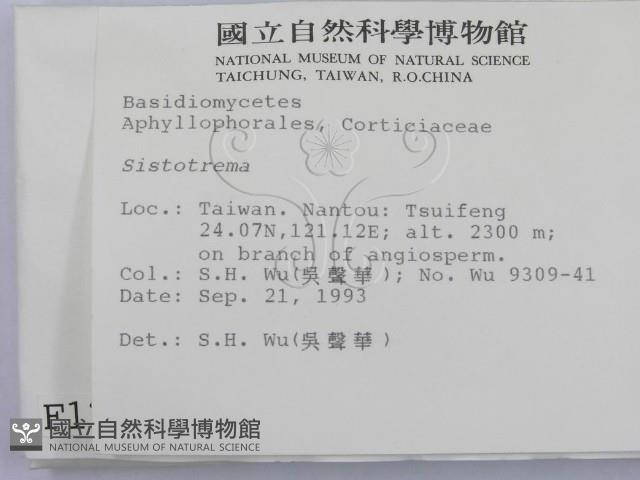 國立自然科學博物館
NATIONAL MUSEUM OF NATURAL SCIENCE
TAICHUNG, TAIWAN, R.O.CHINA
Basidiomycetes
Aphyllophorales, Corticiaceae
Sistotrema
Loc.: Taiwan. Nantou: Tsuifeng
24.07N,121.12E; alt. 2300 m;
on branch of angiosperm.
Col.: S.H. Wu(吳聲華); No. Wu 9309-41
Date: Sep. 21, 1993
Det.: S.H. Wu(吳聲華)
國立自然科學博物館
NATIONAL MUSEUM OF NATURAL SCIENCE